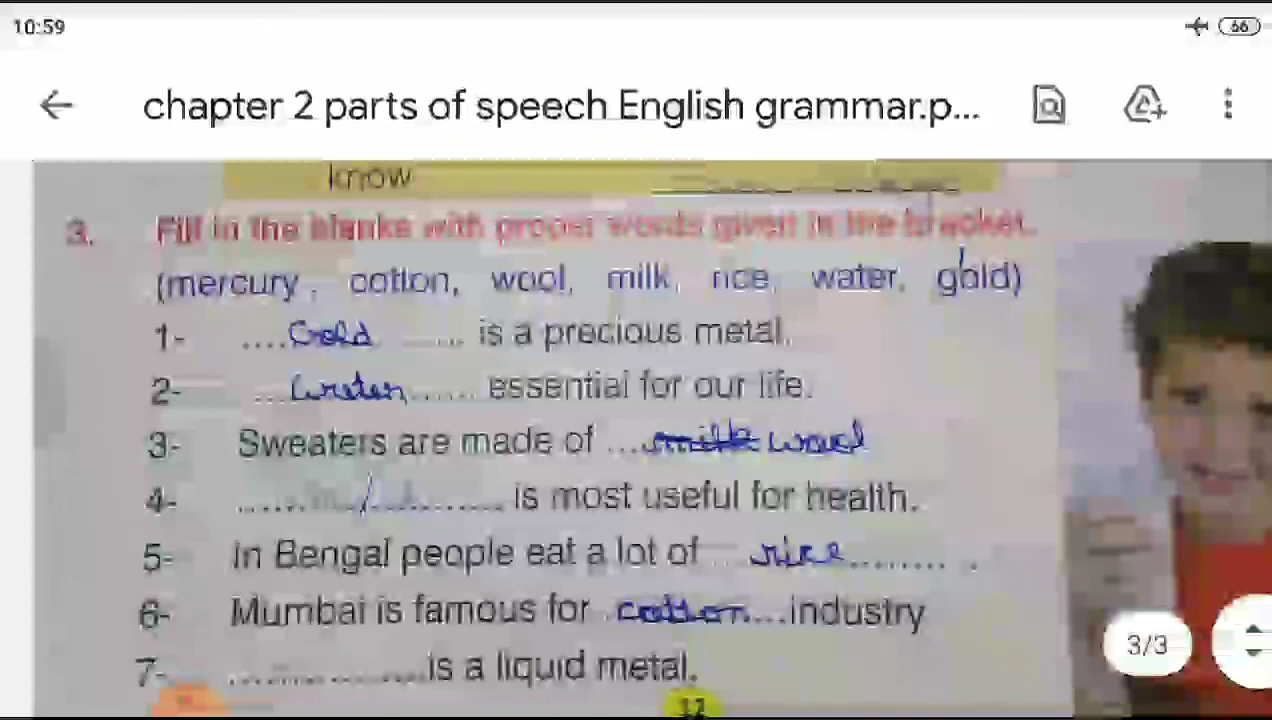 10:59
66
chapter 2 parts of speech English grammar.p...
know
3. Fill in the blanks with proper words given in the bracket.
(mercury, cotton, wool, milk, rice, water, gold)
1- ....Gold ...... is a precious metal.
2- ...water...... essential for our life.
3- Sweaters are made of ...milk wool
4- .................... is most useful for health.
5- In Bengal people eat a lot of rice.........
6- Mumbai is famous for cotton...industry
7- ....................is a liquid metal.
3/3